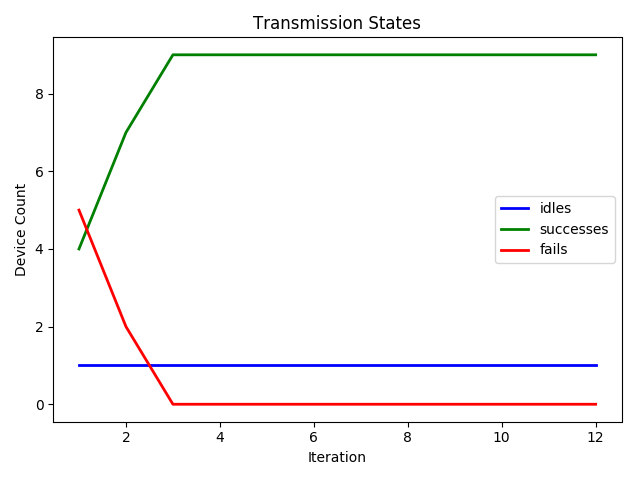 Transmission States
Device Count
8
6
4
2
0
idles
successes
fails
2 4 6 8 10 12
Iteration